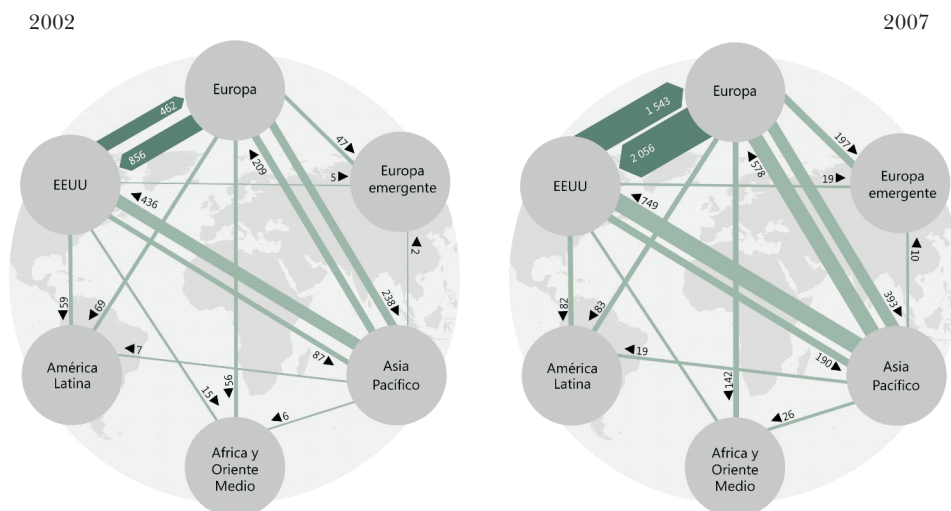 2002
2007
Europa
462
856
47
209
5
EEUU
Europa
emergente
436
2
59
69
238
7
87
América
Latina
Asia
Pacífico
15
56
6
Africa y
Oriente
Medio
Europa
1 543
2 056
197
578
19
EEUU
Europa
emergente
749
10
82
83
393
19
190
América
Latina
Asia
Pacífico
142
26
Africa y
Oriente
Medio